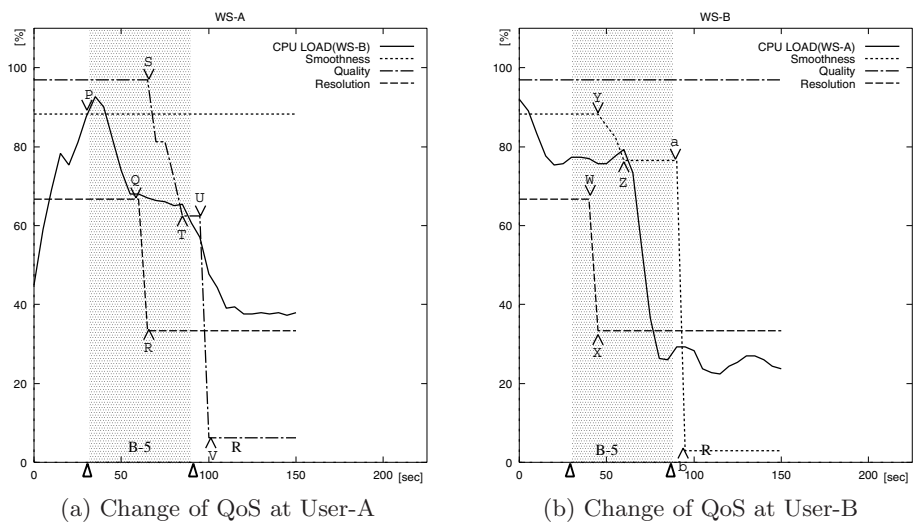 WS-A
[%]
CPU LOAD(WS-B)
Smoothness
Quality
Resolution
100
80
60
40
20
0
0
50
100
150
200
[sec]
P
S
Q
U
T
R
V
B-5
R
(a) Change of QoS at User-A
WS-B
[%]
CPU LOAD(WS-A)
Smoothness
Quality
Resolution
100
80
60
40
20
0
0
50
100
150
200
[sec]
Y
a
W
Z
X
b
B-5
R
(b) Change of QoS at User-B